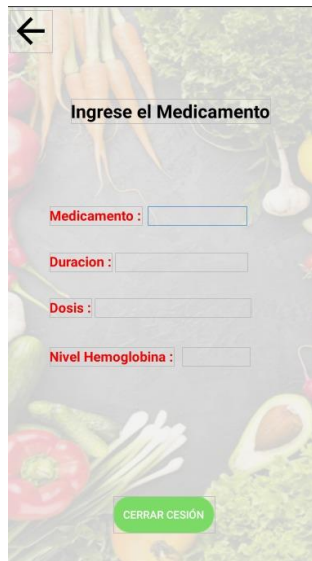 Ingrese el Medicamento
Medicamento :
Duracion :
Dosis :
Nivel Hemoglobina :
CERRAR CESIÓN